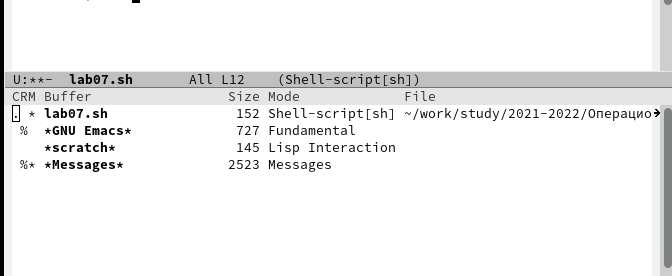 U:**-  lab07.sh       All L12    (Shell-script[sh])
CRM Buffer                 Size Mode             File
. * lab07.sh                152 Shell-script[sh] ~/work/study/2021-2022/Операцио→
 %  *GNU Emacs*             727 Fundamental
    *scratch*               145 Lisp Interaction
 %* *Messages*             2523 Messages